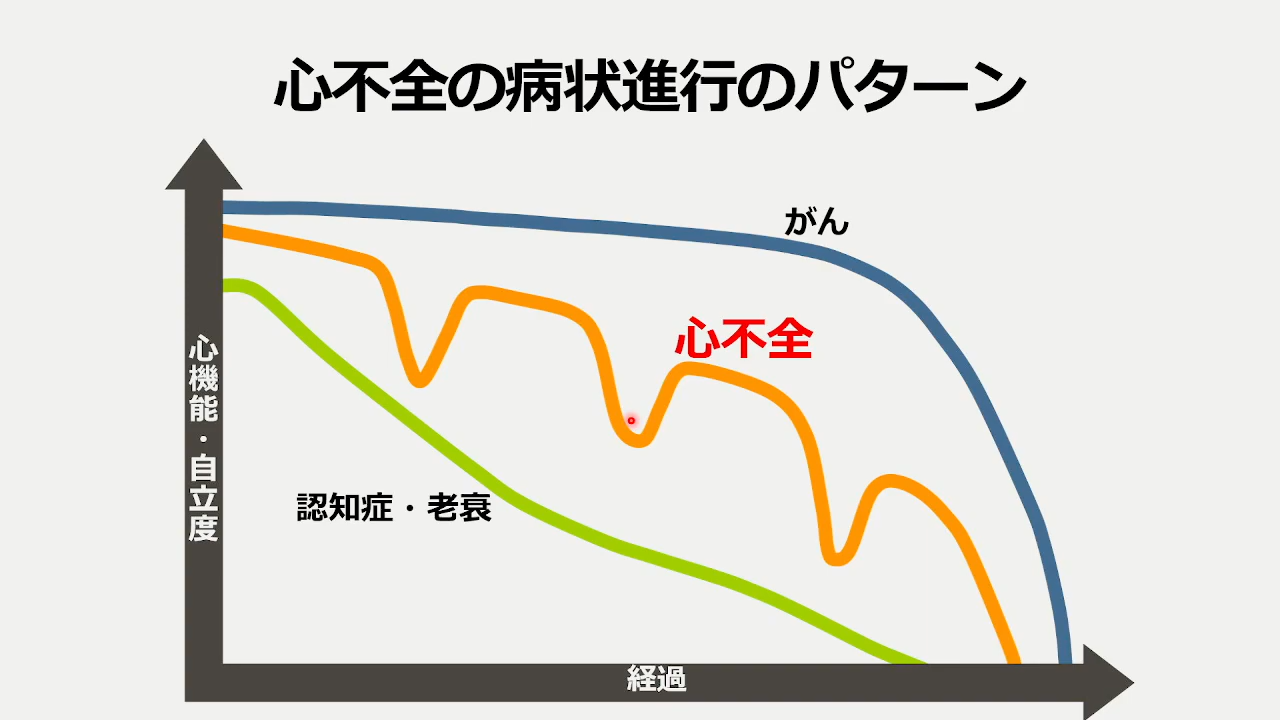 心不全の病状進行のパターン
がん
心不全
心機能・自立度
認知症・老衰
経過